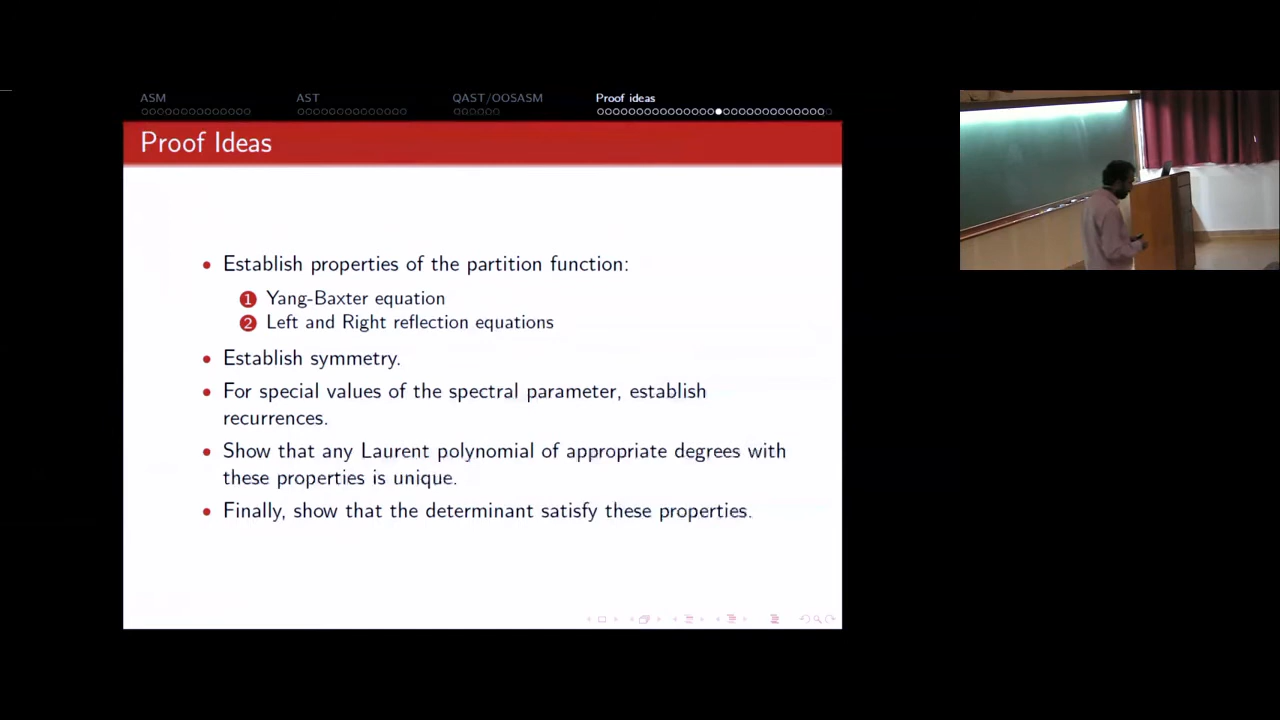 ASM AST QAST/OOSASM Proof ideas
Proof Ideas
• Establish properties of the partition function:
1 Yang-Baxter equation
2 Left and Right reflection equations
• Establish symmetry.
• For special values of the spectral parameter, establish
recurrences.
• Show that any Laurent polynomial of appropriate degrees with
these properties is unique.
• Finally, show that the determinant satisfy these properties.